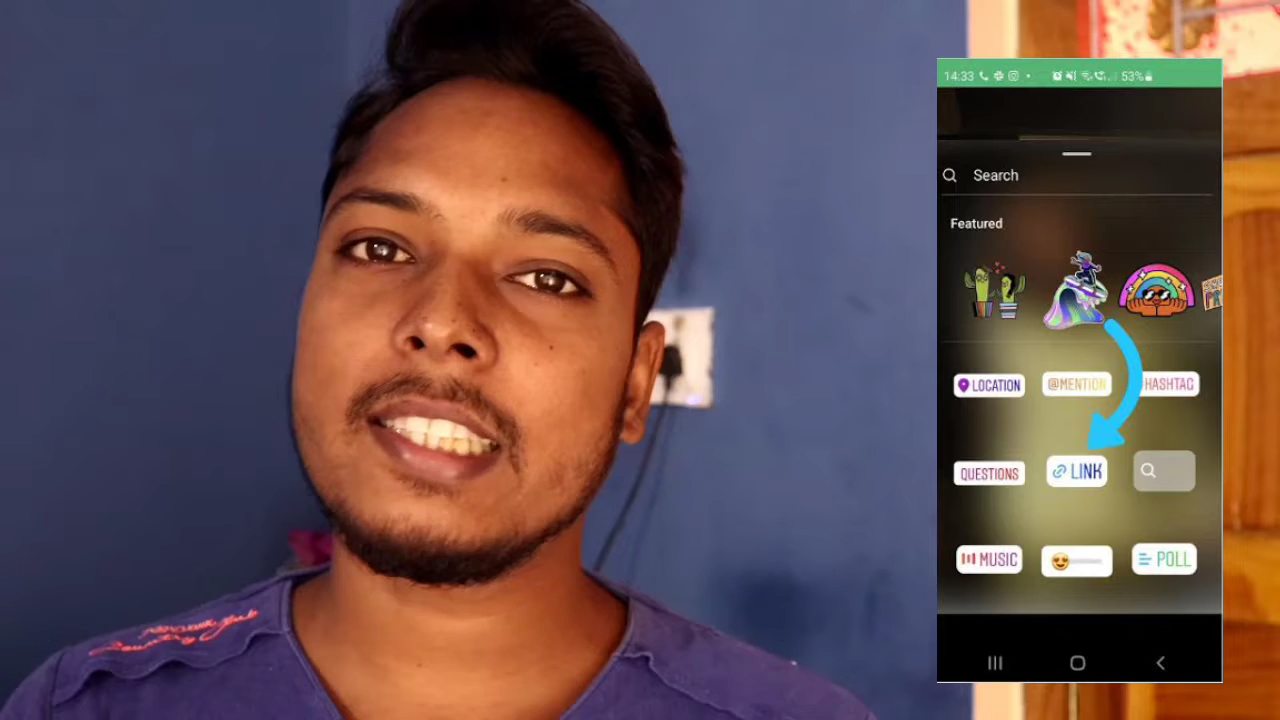 14:33
53%
Search
Featured
LOCATION
@MENTION
HASHTAG
QUESTIONS
LINK
MUSIC
POLL